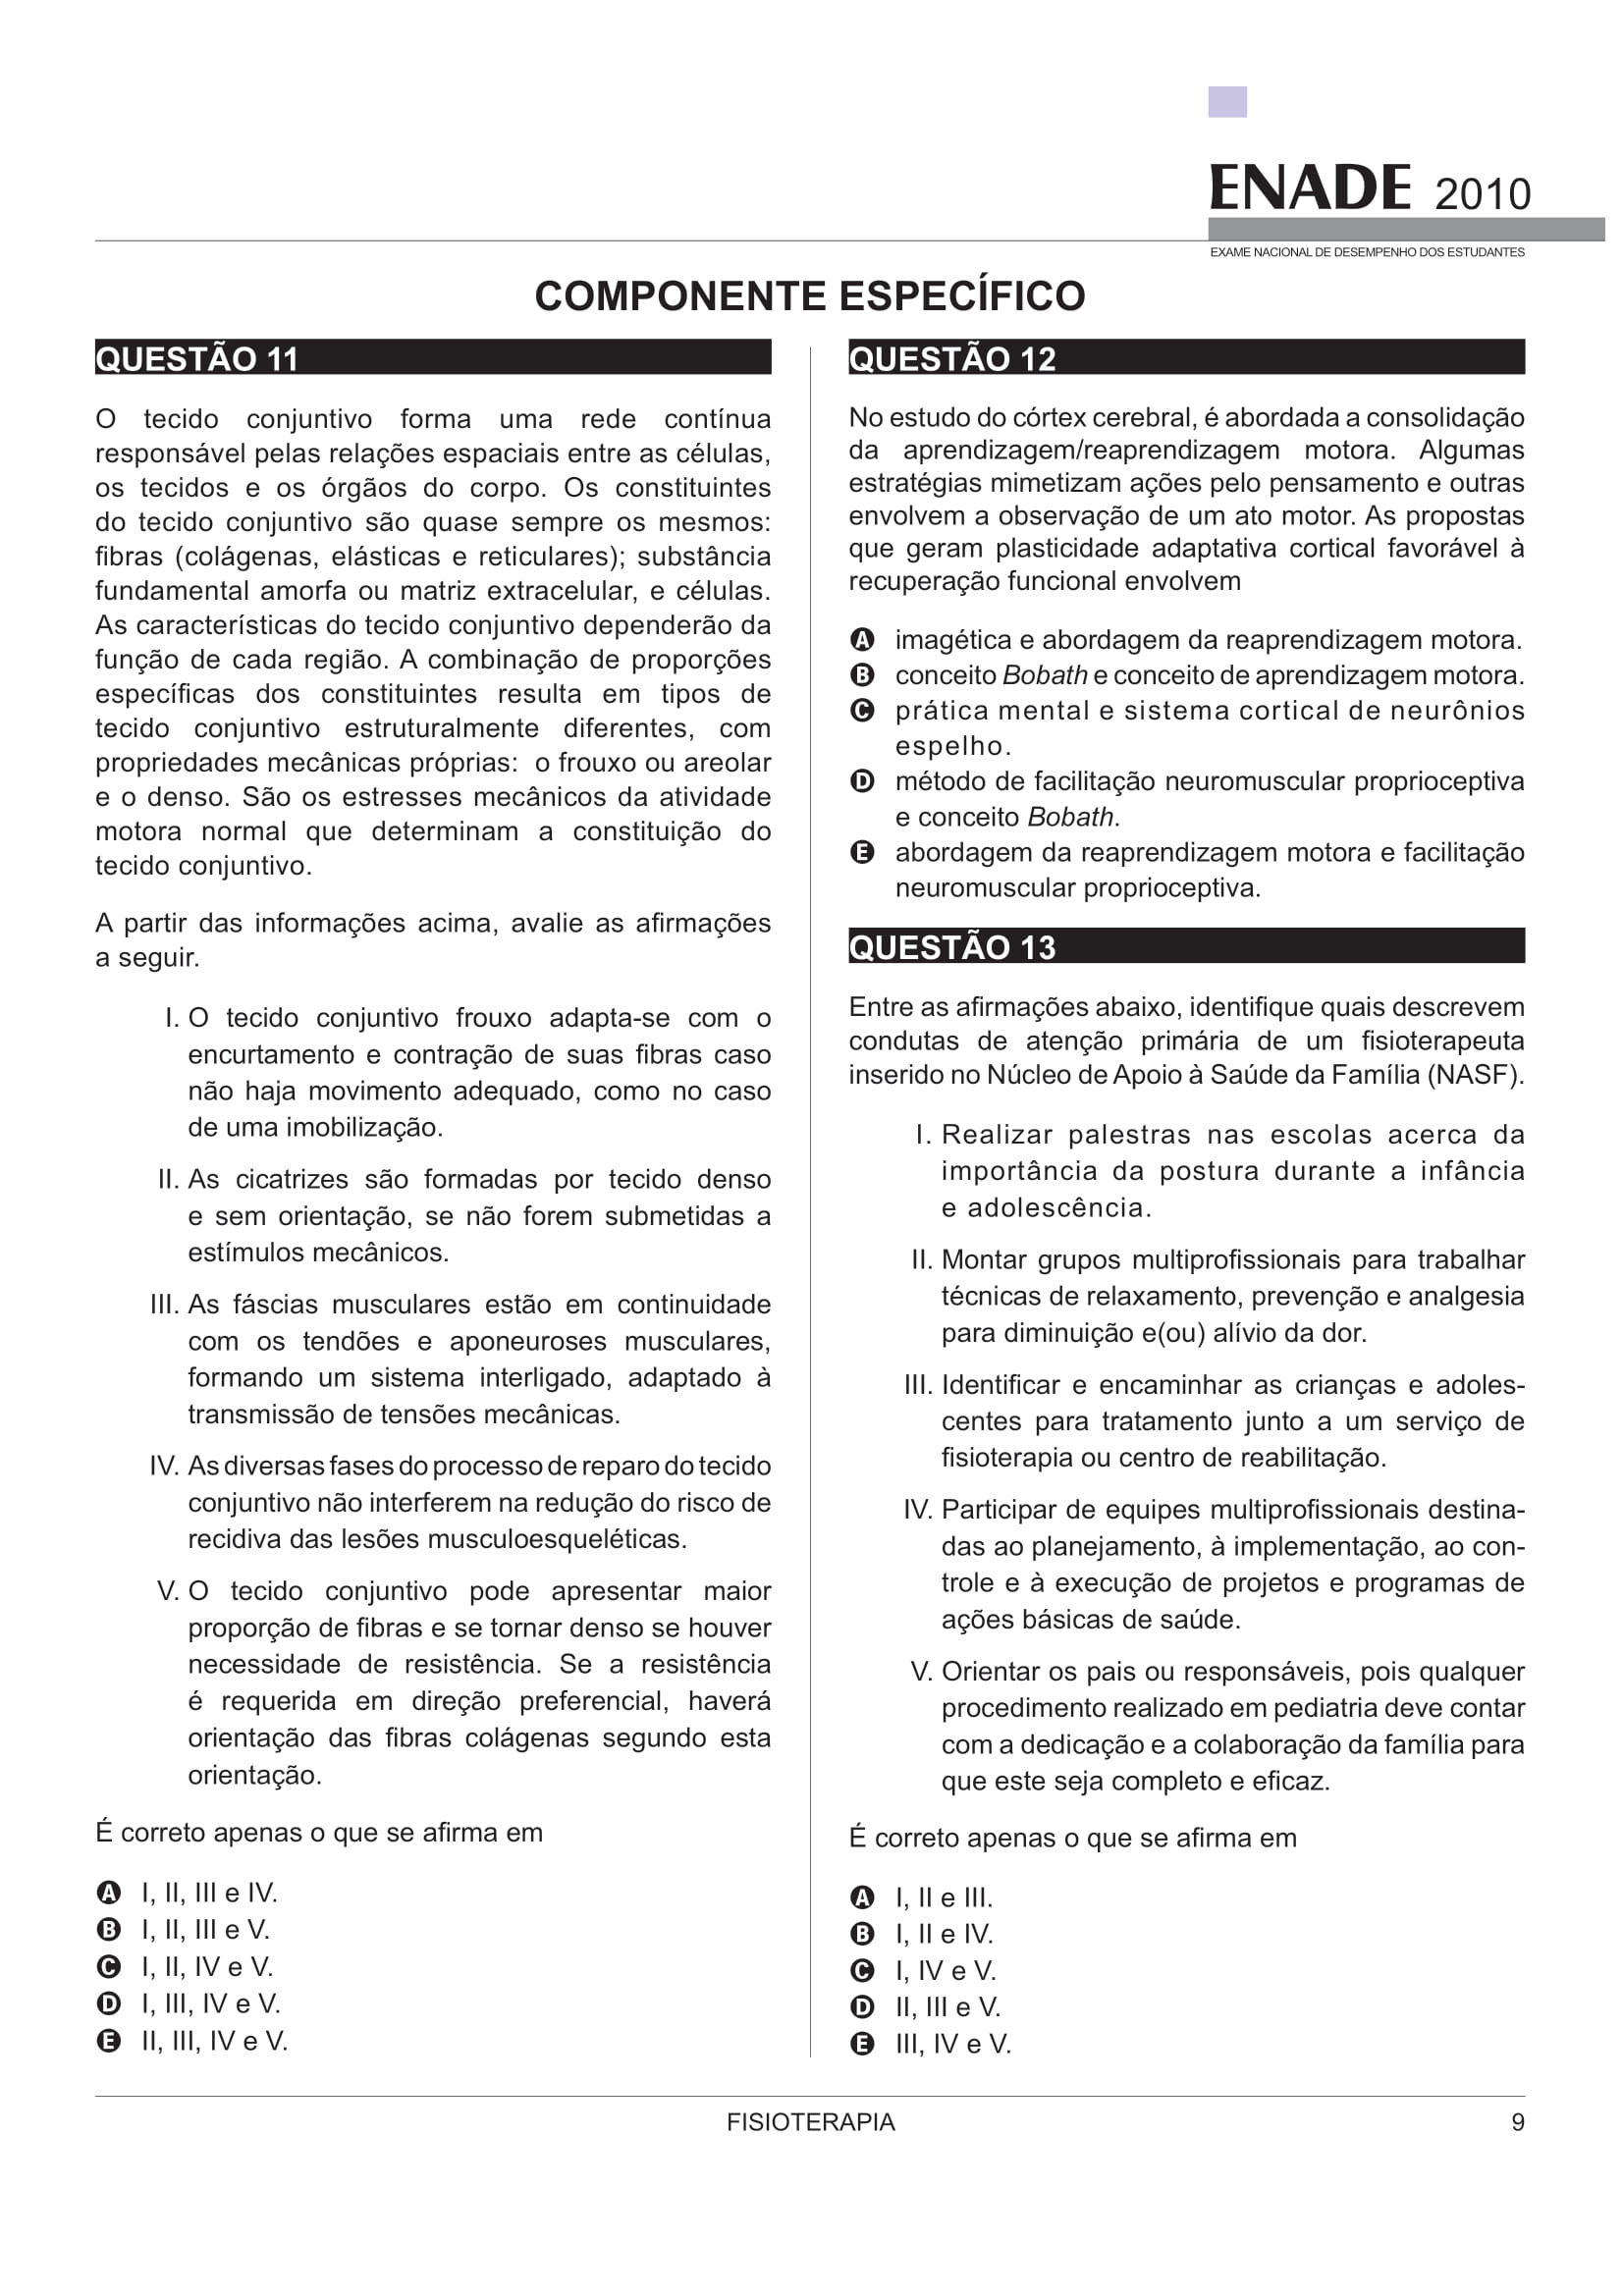 ENADE 2010
EXAME NACIONAL DE DESEMPENHO DOS ESTUDANTES
COMPONENTE ESPECÍFICO
QUESTÃO 11
O tecido conjuntivo forma uma rede contínua
responsável pelas relações espaciais entre as células,
os tecidos e os órgãos do corpo. Os constituintes
do tecido conjuntivo são quase sempre os mesmos:
fibras (colágenas, elásticas e reticulares); substância
fundamental amorfa ou matriz extracelular, e células.
As características do tecido conjuntivo dependerão da
função de cada região. A combinação de proporções
específicas dos constituintes resulta em tipos de
tecido conjuntivo estruturalmente diferentes, com
propriedades mecânicas próprias: o frouxo ou areolar
e o denso. São os estresses mecânicos da atividade
motora normal que determinam a constituição do
tecido conjuntivo.
A partir das informações acima, avalie as afirmações
a seguir.
I. O tecido conjuntivo frouxo adapta-se com o
encurtamento e contração de suas fibras caso
não haja movimento adequado, como no caso
de uma imobilização.
II. As cicatrizes são formadas por tecido denso
e sem orientação, se não forem submetidas a
estímulos mecânicos.
III. As fáscias musculares estão em continuidade
com os tendões e aponeuroses musculares,
formando um sistema interligado, adaptado à
transmissão de tensões mecânicas.
IV. As diversas fases do processo de reparo do tecido
conjuntivo não interferem na redução do risco de
recidiva das lesões musculoesqueléticas.
V. O tecido conjuntivo pode apresentar maior
proporção de fibras e se tornar denso se houver
necessidade de resistência. Se a resistência
é requerida em direção preferencial, haverá
orientação das fibras colágenas segundo esta
orientação.
É correto apenas o que se afirma em
A I, II, III e IV.
B I, II, III e V.
C I, II, IV e V.
D I, III, IV e V.
E II, III, IV e V.
QUESTÃO 12
No estudo do córtex cerebral, é abordada a consolidação
da aprendizagem/reaprendizagem motora. Algumas
estratégias mimetizam ações pelo pensamento e outras
envolvem a observação de um ato motor. As propostas
que geram plasticidade adaptativa cortical favorável à
recuperação funcional envolvem
A imagética e abordagem da reaprendizagem motora.
B conceito Bobath e conceito de aprendizagem motora.
C prática mental e sistema cortical de neurônios
espelho.
D método de facilitação neuromuscular proprioceptiva
e conceito Bobath.
E abordagem da reaprendizagem motora e facilitação
neuromuscular proprioceptiva.
QUESTÃO 13
Entre as afirmações abaixo, identifique quais descrevem
condutas de atenção primária de um fisioterapeuta
inserido no Núcleo de Apoio à Saúde da Família (NASF).
I. Realizar palestras nas escolas acerca da
importância da postura durante a infância
e adolescência.
II. Montar grupos multiprofissionais para trabalhar
técnicas de relaxamento, prevenção e analgesia
para diminuição e(ou) alívio da dor.
III. Identificar e encaminhar as crianças e adoles-
centes para tratamento junto a um serviço de
fisioterapia ou centro de reabilitação.
IV. Participar de equipes multiprofissionais destina-
das ao planejamento, à implementação, ao con-
trole e à execução de projetos e programas de
ações básicas de saúde.
V. Orientar os pais ou responsáveis, pois qualquer
procedimento realizado em pediatria deve contar
com a dedicação e a colaboração da família para
que este seja completo e eficaz.
É correto apenas o que se afirma em
A I, II e III.
B I, II e IV.
C I, IV e V.
D II, III e V.
E III, IV e V.
FISIOTERAPIA
9